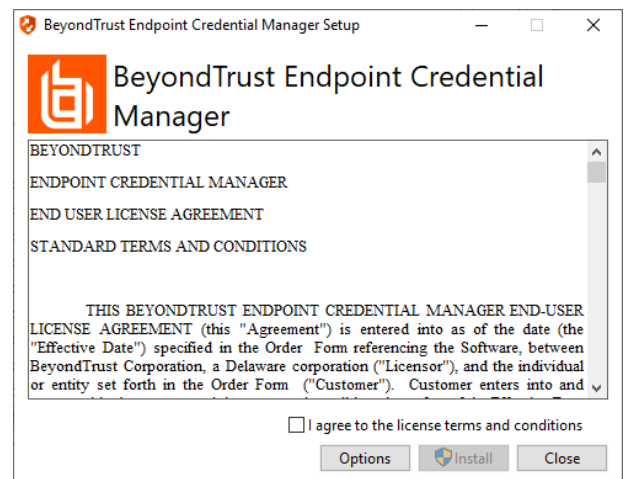 BeyondTrust Endpoint Credential Manager Setup
BeyondTrust Endpoint Credential
Manager
BEYONDTRUST
ENDPOINT CREDENTIAL MANAGER
END USER LICENSE AGREEMENT
STANDARD TERMS AND CONDITIONS
THIS BEYONDTRUST ENDPOINT CREDENTIAL MANAGER END-USER
LICENSE AGREEMENT (this "Agreement") is entered into as of the date (the
"Effective Date") specified in the Order Form referencing the Software, between
BeyondTrust Corporation, a Delaware corporation ("Licensor"), and the individual
or entity set forth in the Order Form ("Customer"). Customer enters into and
I agree to the license terms and conditions
Options Install Close